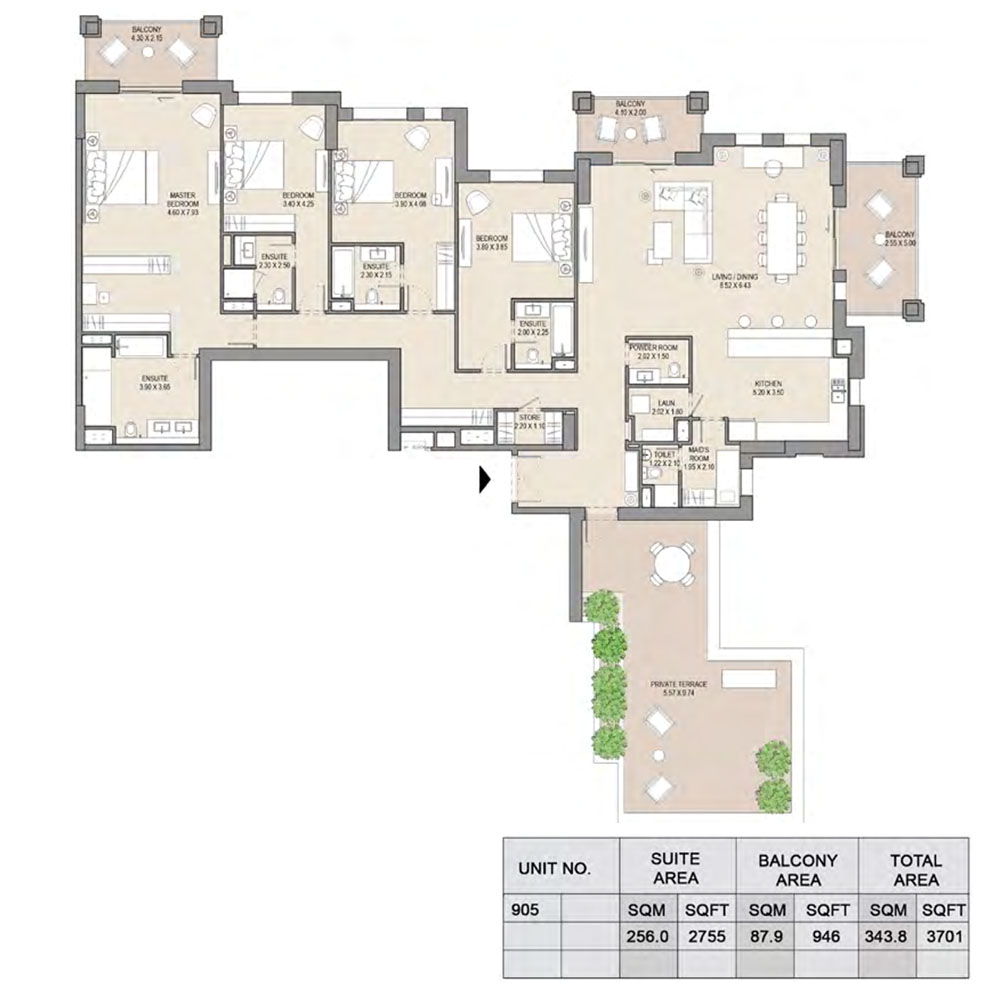 BALCONY
4.30 X 2.15
BALCONY
4.10 X 2.00
MASTER
BEDROOM
4.60 X 7.93
BEDROOM
3.40 X 4.25
BEDROOM
3.90 X 4.08
BEDROOM
3.89 X 3.85
BALCONY
2.55 X 5.00
ENSUITE
2.30 X 2.50
ENSUITE
2.30 X 2.15
LIVING / DINING
8.52 X 6.43
ENSUITE
2.00 X 2.25
POWDER ROOM
2.02 X 1.50
ENSUITE
3.90 X 3.65
KITCHEN
5.20 X 3.50
LAUN.
2.02 X 1.60
STORE
2.20 X 1.10
TOILET
1.22 X 2.10
MAID'S
ROOM
1.95 X 2.10
PRIVATE TERRACE
5.57 X 9.74
UNIT NO.
SUITE
AREA
BALCONY
AREA
TOTAL
AREA
905 SQM SQFT SQM SQFT SQM SQFT
256.0 2755 87.9 946 343.8 3701